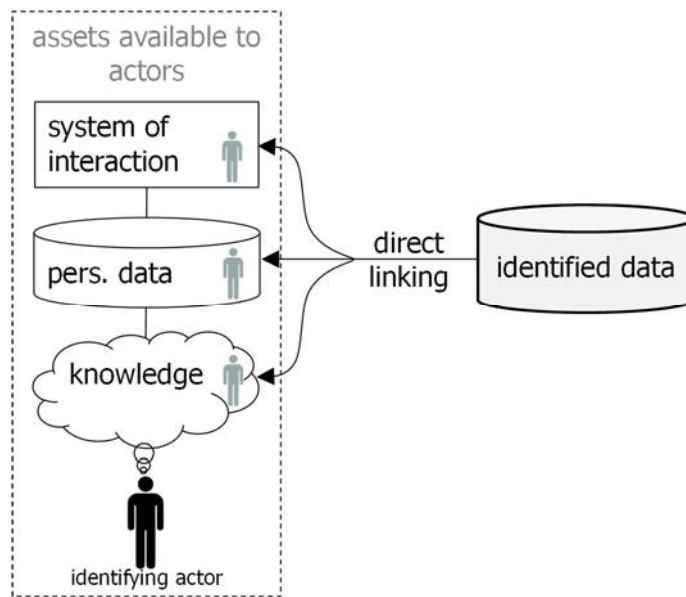 assets available to
actors
system of
interaction
pers. data
knowledge
identifying actor
direct
linking
identified data